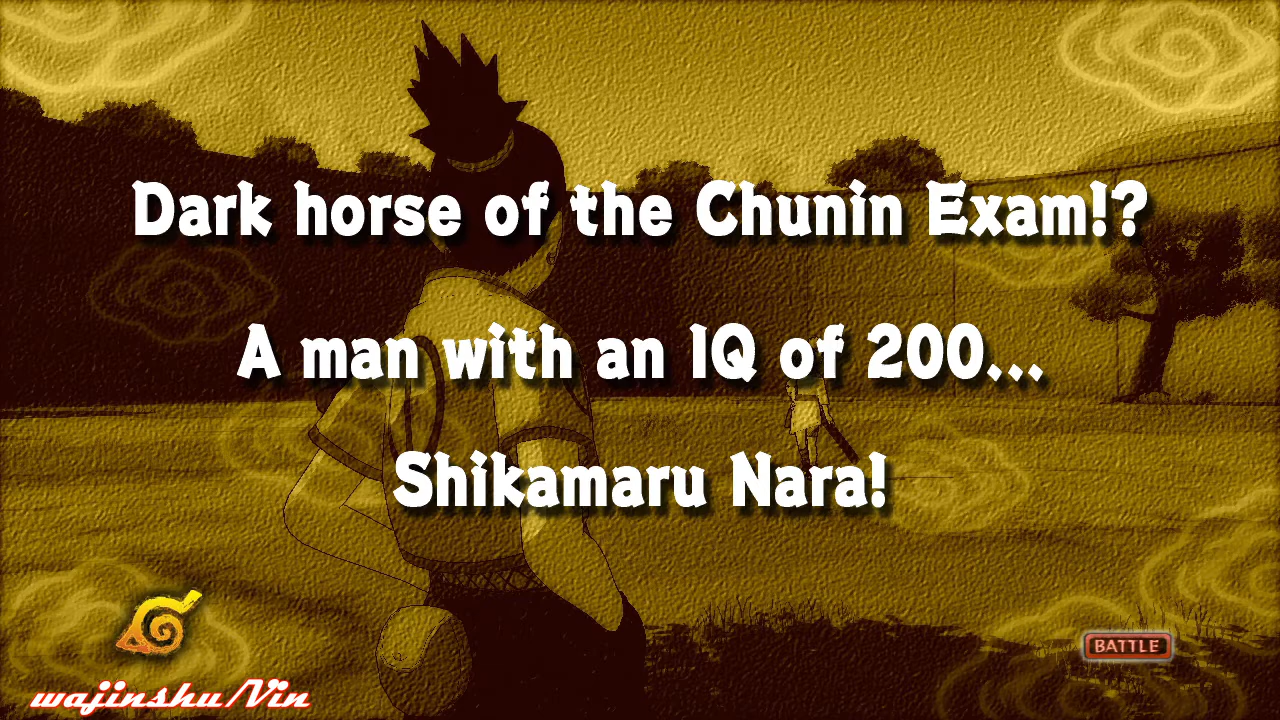 Dark horse of the Chunin Exam!?
A man with an IQ of 200...
Shikamaru Nara!
BATTLE
wajinshu/Vin